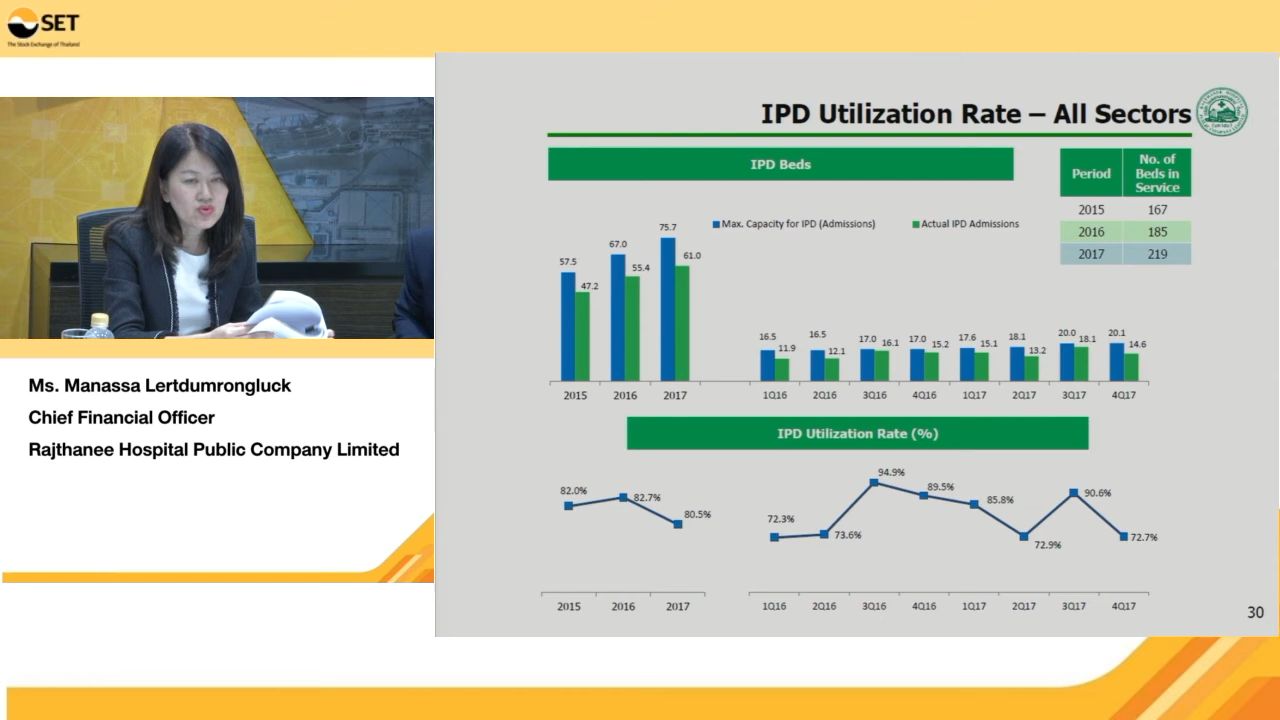 SET
The Stock Exchange of Thailand
Ms. Manassa Lertdumrongluck
Chief Financial Officer
Rajthanee Hospital Public Company Limited
IPD Utilization Rate – All Sectors
IPD Beds
Period No. of Beds in Service
2015 167
2016 185
2017 219
Max. Capacity for IPD (Admissions) Actual IPD Admissions
57.5 47.2 67.0 55.4 75.7 61.0
16.5 11.9 16.5 12.1 17.0 16.1 17.0 15.2 17.6 15.1 18.1 13.2 20.0 18.1 20.1 14.6
2015 2016 2017 1Q16 2Q16 3Q16 4Q16 1Q17 2Q17 3Q17 4Q17
IPD Utilization Rate (%)
82.0% 82.7% 80.5%
72.3% 73.6% 94.9% 89.5% 85.8% 72.9% 90.6% 72.7%
2015 2016 2017 1Q16 2Q16 3Q16 4Q16 1Q17 2Q17 3Q17 4Q17
30